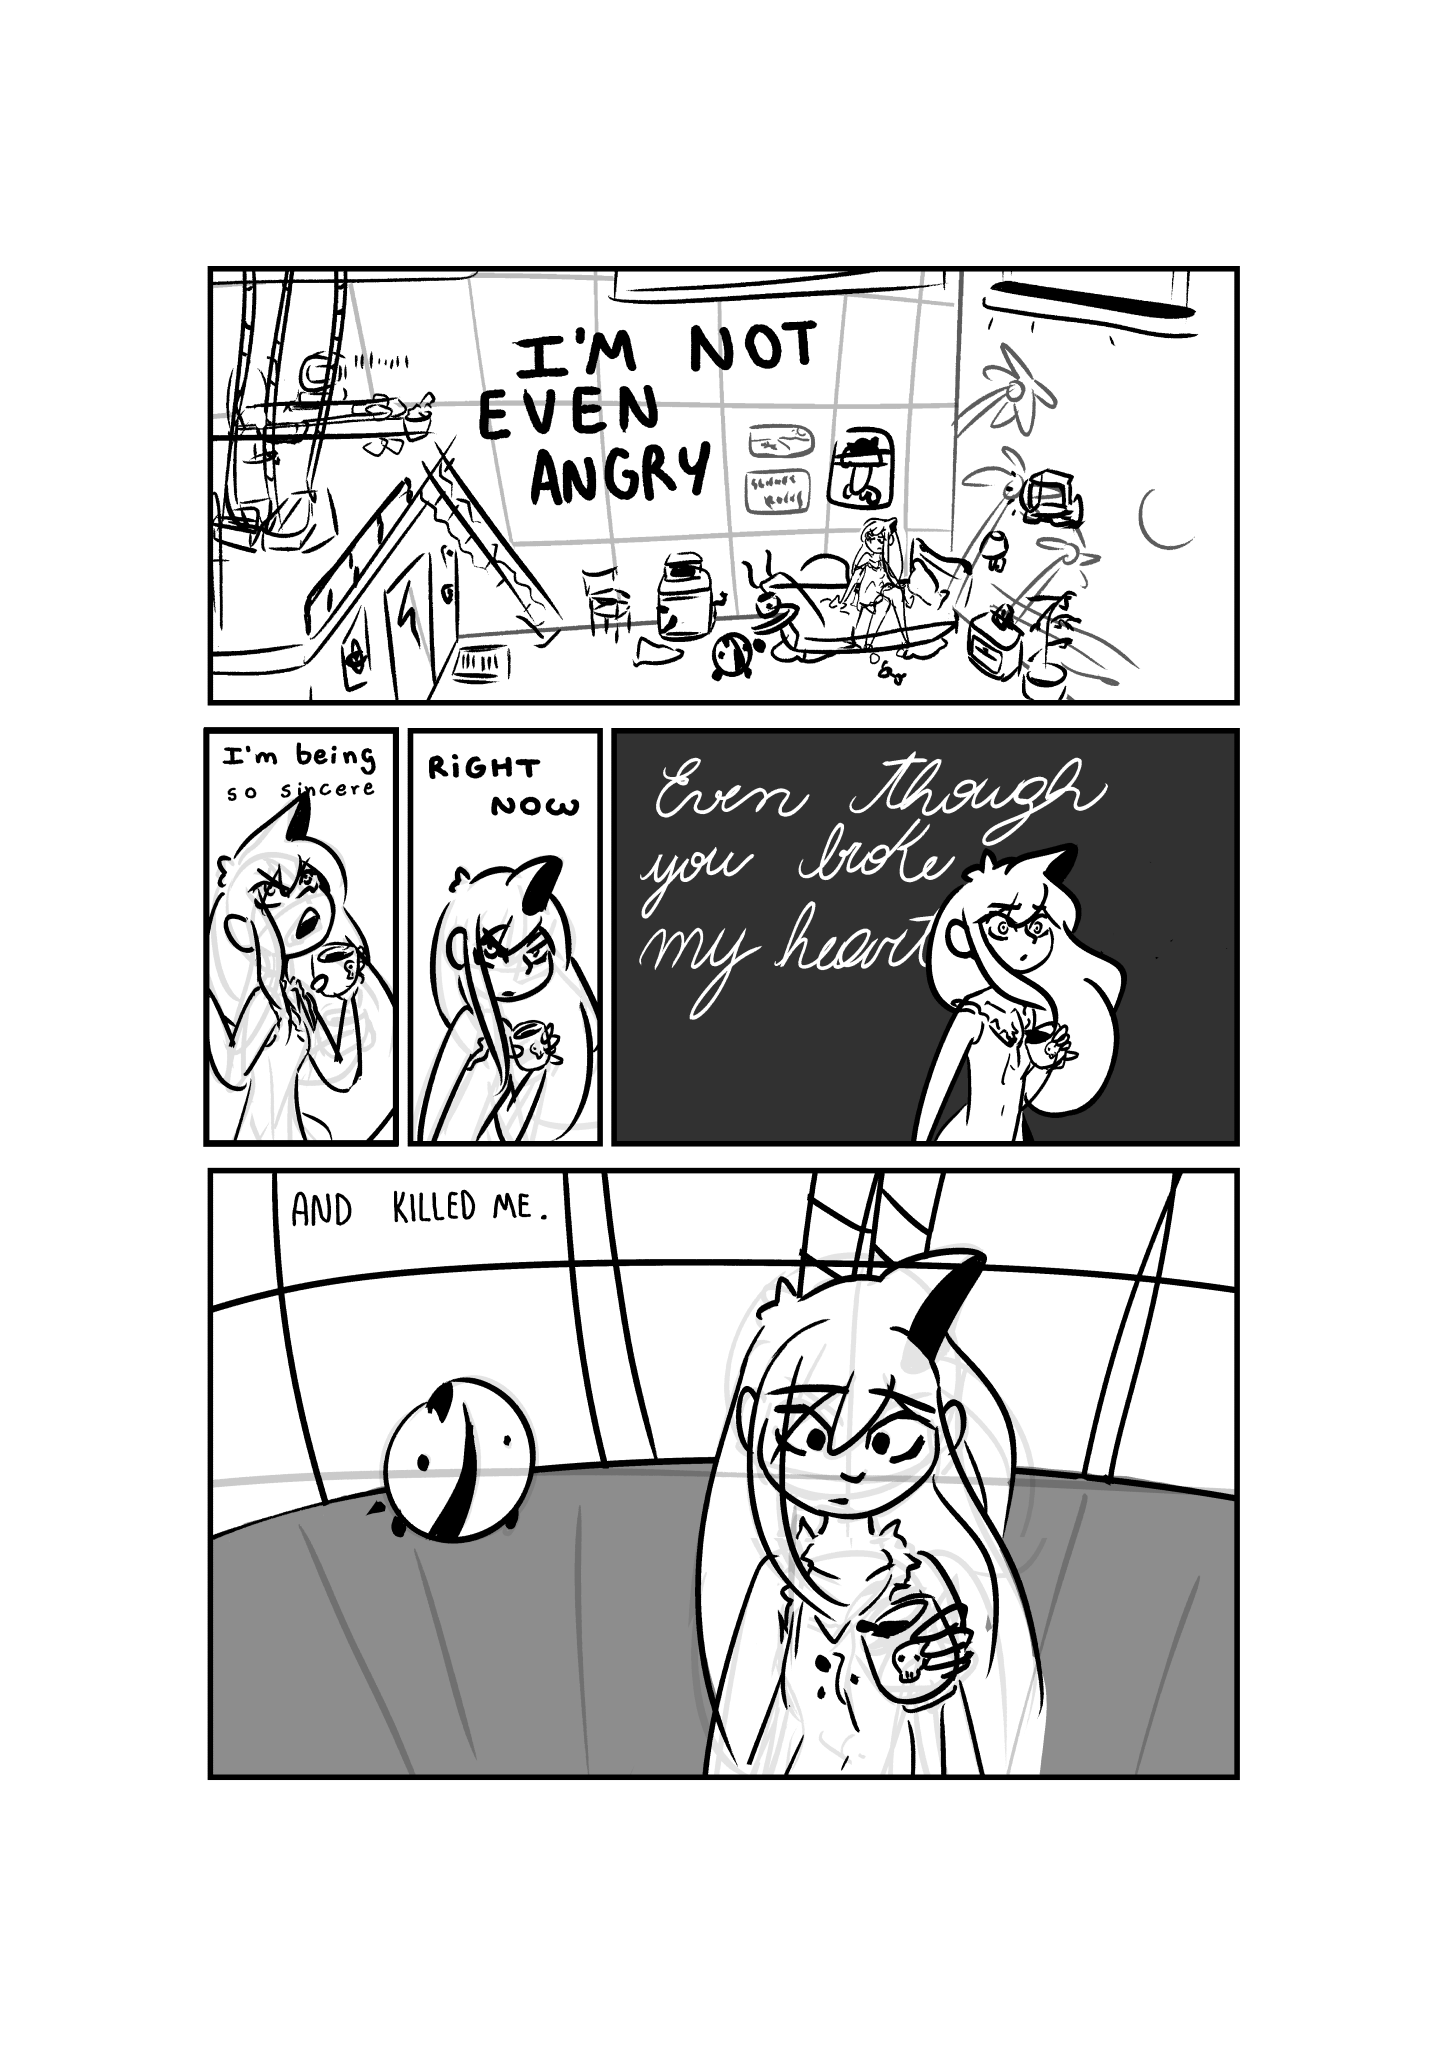 I'M NOT
EVEN
ANGRY
I'm being
so sincere
RiGHT
NOW
Even though
you broke
my heart
AND KILLED ME.